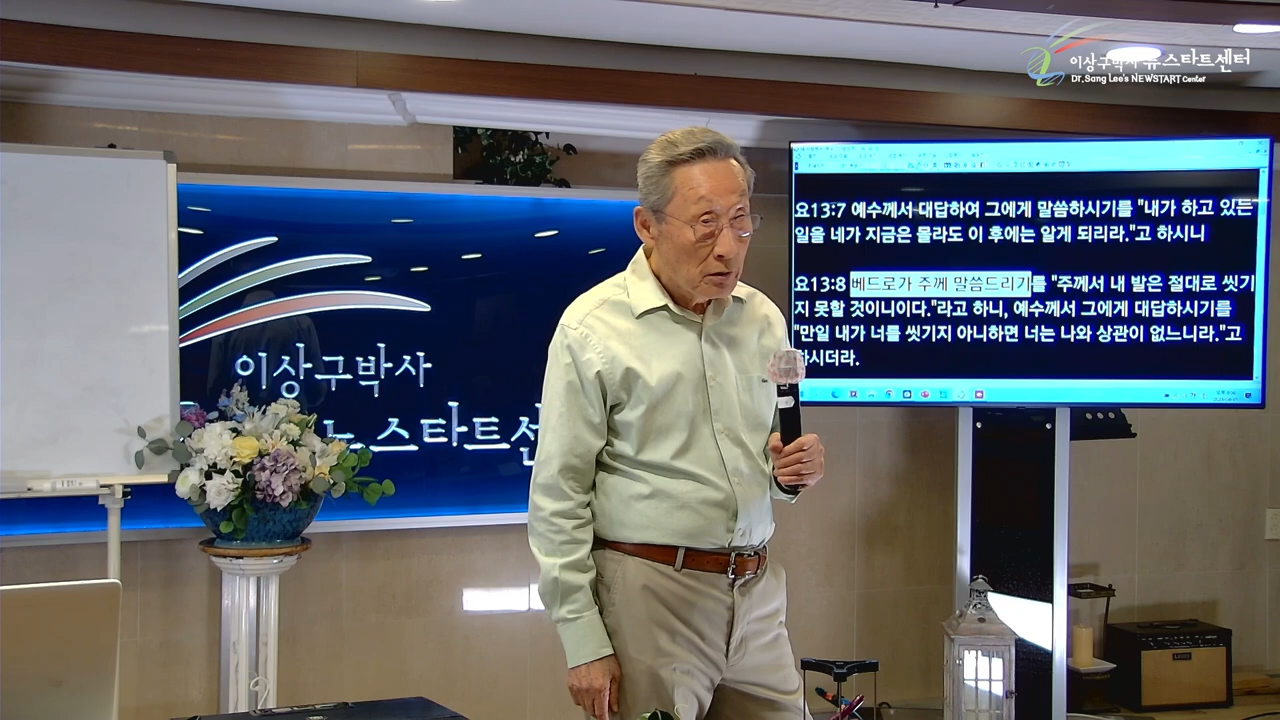 이상구박사 뉴스타트센터
Dr.Sang Lee's NEWSTART Center
요13:7 예수께서 대답하여 그에게 말씀하시기를 "내가 하고 있는
일을 네가 지금은 몰라도 이 후에는 알게 되리라."고 하시니
요13:8 베드로가 주께 말씀드리기를 "주께서 내 발은 절대로 씻기
지 못할 것이니이다."라고 하니, 예수께서 그에게 대답하시기를
"만일 내가 너를 씻기지 아니하면 너는 나와 상관이 없느니라."고
하시더라.
이상구박사
뉴스타트센